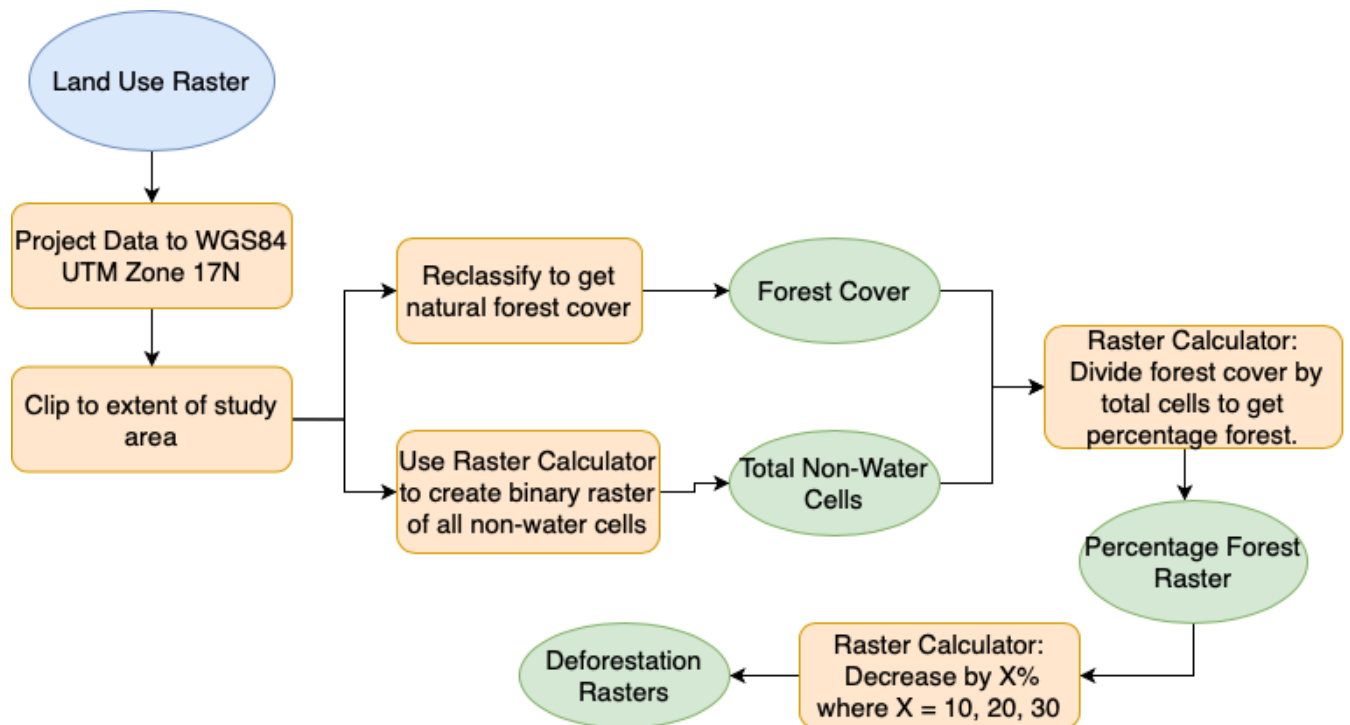 Land Use Raster
Project Data to WGS84
UTM Zone 17N
Clip to extent of study
area
Reclassify to get
natural forest cover
Forest Cover
Use Raster Calculator
to create binary raster
of all non-water cells
Total Non-Water
Cells
Raster Calculator:
Divide forest cover by
total cells to get
percentage forest.
Percentage Forest
Raster
Raster Calculator:
Decrease by X%
where X = 10, 20, 30
Deforestation
Rasters